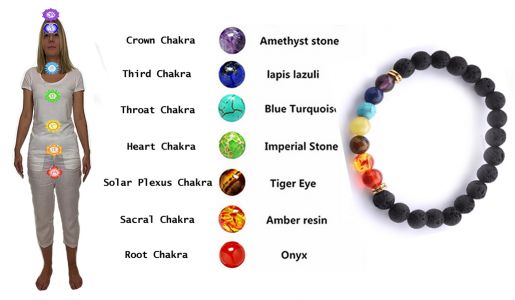 Crown Chakra Amethyst stone
Third Chakra lapis lazuli
Throat Chakra Blue Turquoise
Heart Chakra Imperial Stone
Solar Plexus Chakra Tiger Eye
Sacral Chakra Amber resin
Root Chakra Onyx